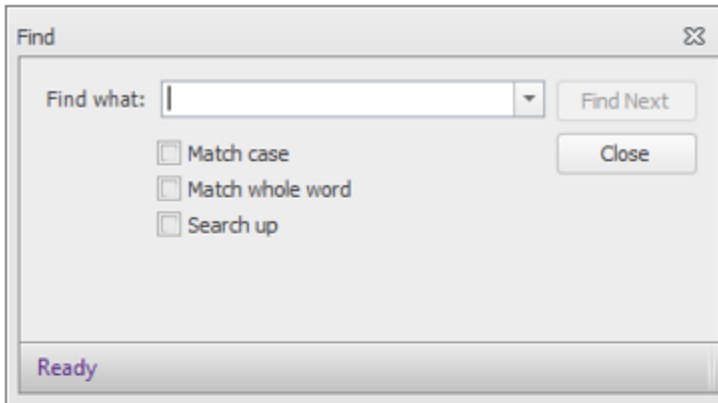 Find
Find what:
Find Next
Match case
Close
Match whole word
Search up
Ready